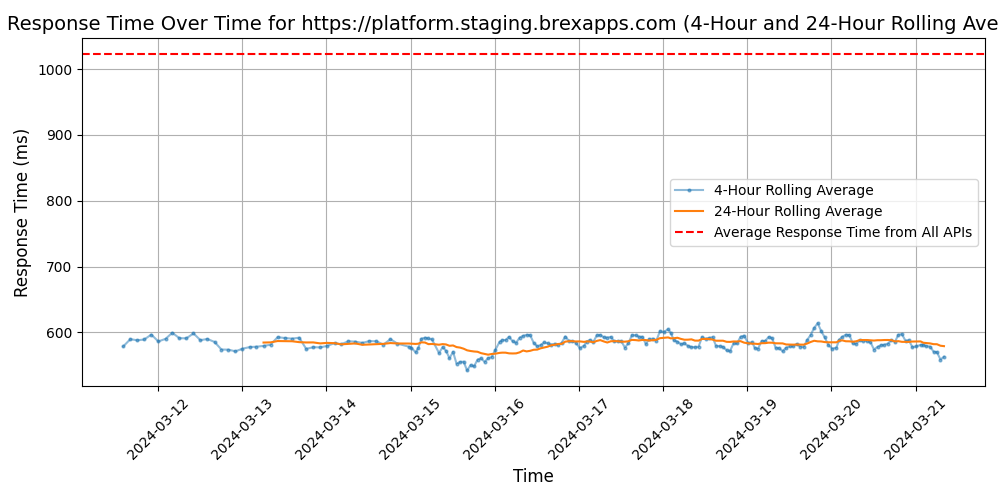 Response Time Over Time for https://platform.staging.brexapps.com (4-Hour and 24-Hour Rolling Ave
Response Time (ms)
1000
900
800
700
600
4-Hour Rolling Average
24-Hour Rolling Average
Average Response Time from All APIs
2024-03-12
2024-03-13
2024-03-14
2024-03-15
2024-03-16
2024-03-17
2024-03-18
2024-03-19
2024-03-20
2024-03-21
Time